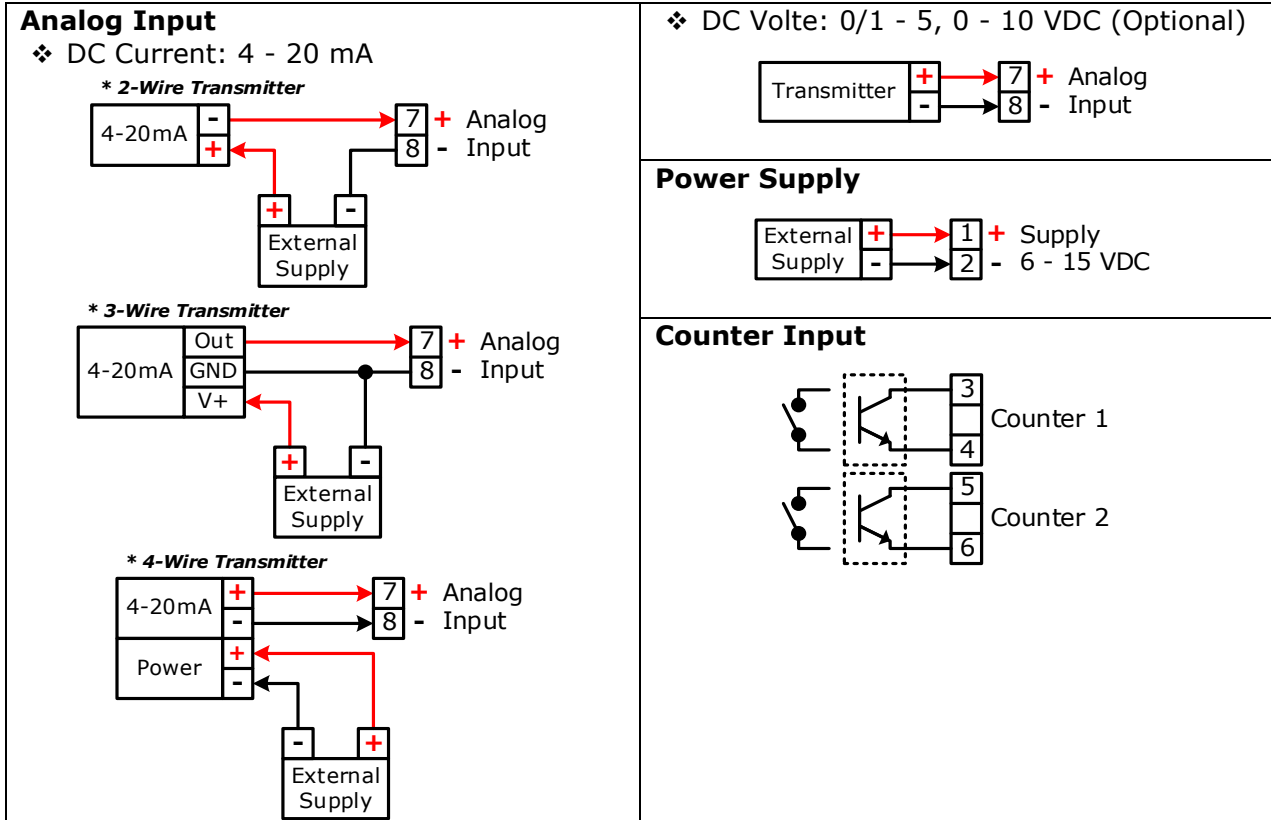 Analog Input
❖ DC Current: 4 - 20 mA
* 2-Wire Transmitter
4-20mA
-
+
7 + Analog
8 - Input
+
-
External
Supply
* 3-Wire Transmitter
4-20mA
Out
GND
V+
7 + Analog
8 - Input
+
-
External
Supply
* 4-Wire Transmitter
4-20mA
+
-
Power
+
-
7 + Analog
8 - Input
-
+
External
Supply
❖ DC Volte: 0/1 - 5, 0 - 10 VDC (Optional)
Transmitter
+
-
7 + Analog
8 - Input
Power Supply
External
Supply
+
-
1 + Supply
2 - 6 - 15 VDC
Counter Input
3
Counter 1
4
5
Counter 2
6